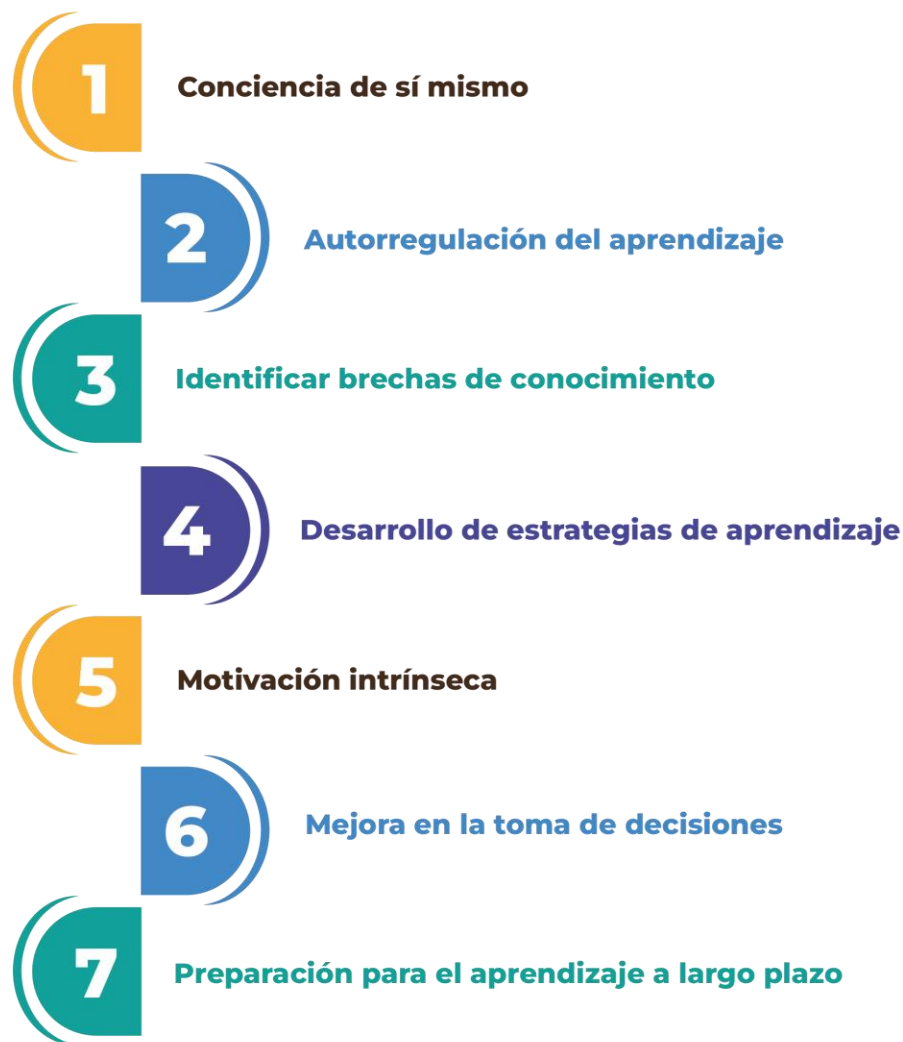 1
Conciencia de sí mismo
2
Autorregulación del aprendizaje
3
Identificar brechas de conocimiento
4
Desarrollo de estrategias de aprendizaje
5
Motivación intrínseca
6
Mejora en la toma de decisiones
7
Preparación para el aprendizaje a largo plazo